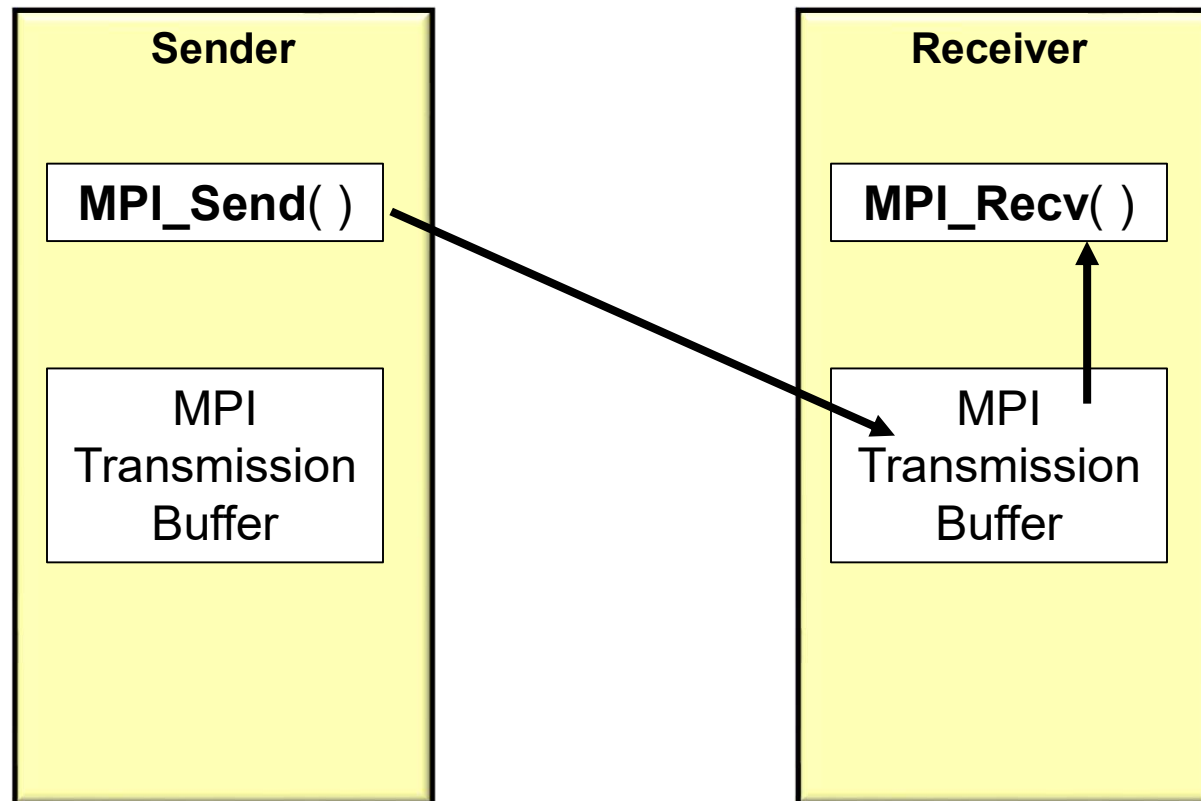 Sender
MPI_Send( )
MPI
Transmission
Buffer
Receiver
MPI_Recv( )
MPI
Transmission
Buffer